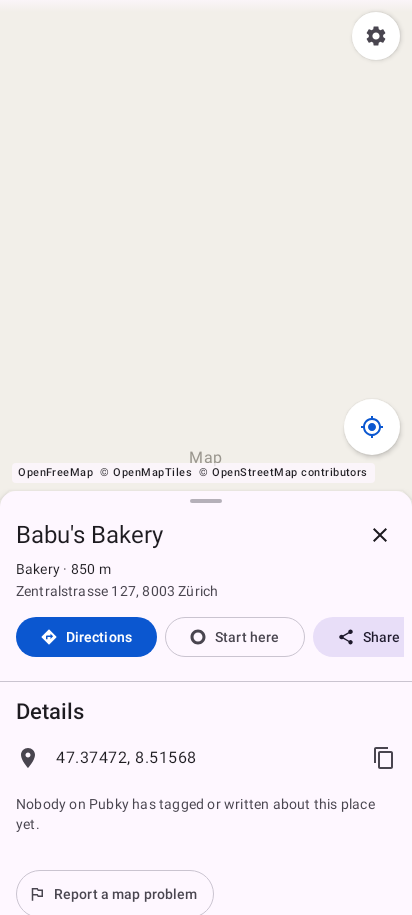 Map
OpenFreeMap © OpenMapTiles © OpenStreetMap contributors
Babu's Bakery
Bakery · 850 m
Zentralstrasse 127, 8003 Zürich
Directions
Start here
Share
Details
47.37472, 8.51568
Nobody on Pubky has tagged or written about this place
yet.
Report a map problem